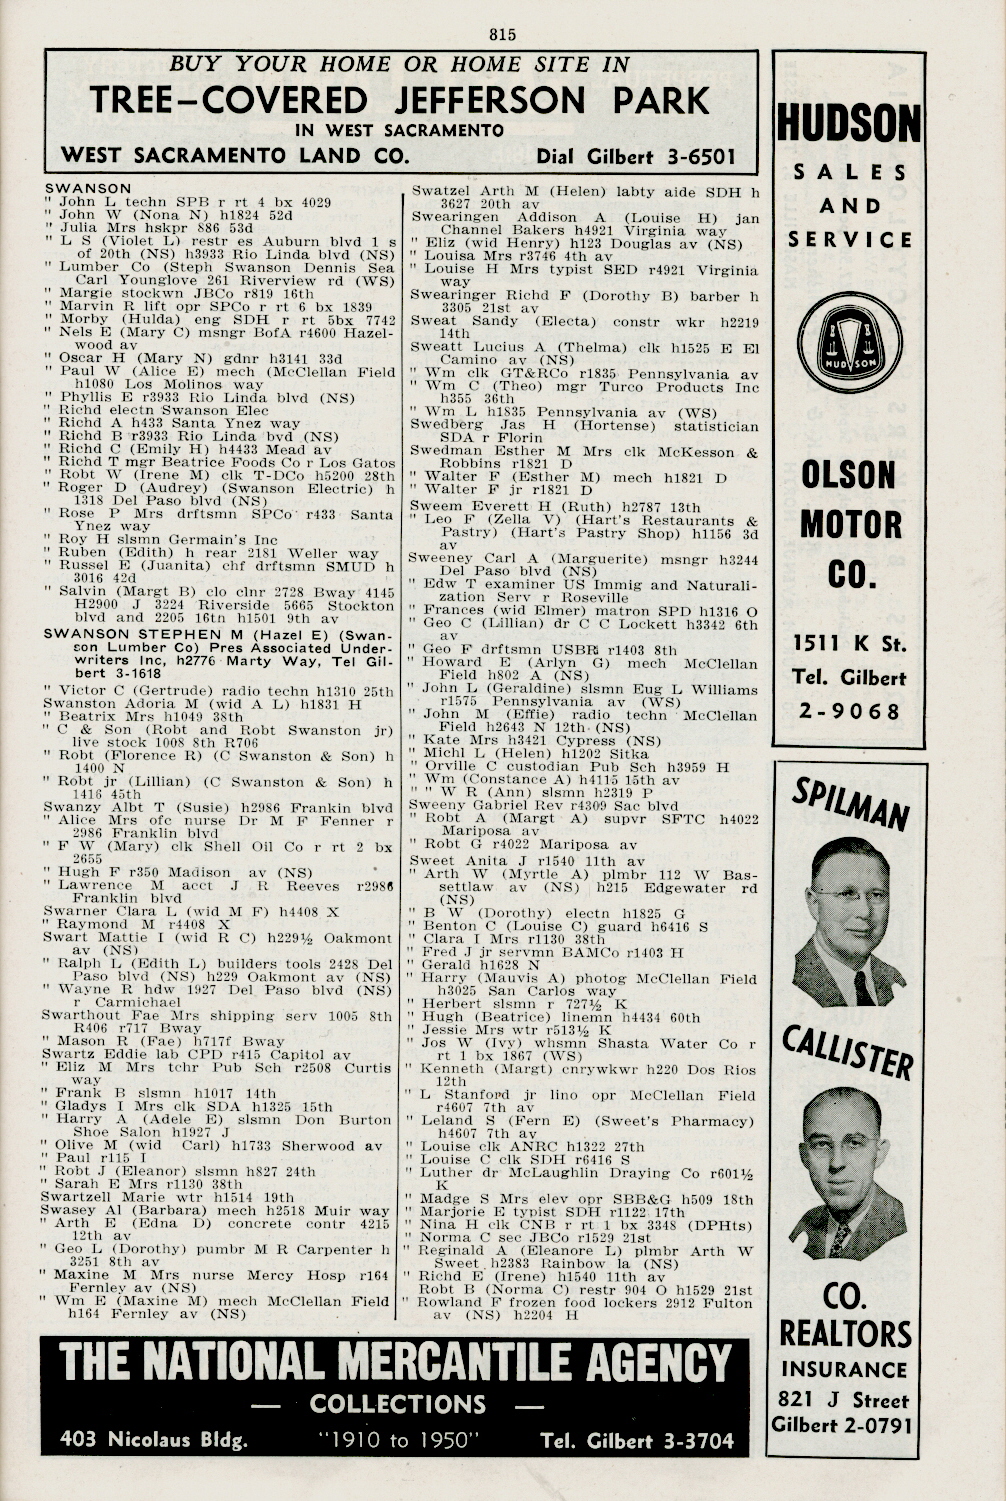 815
BUY YOUR HOME OR HOME SITE IN
TREE-COVERED JEFFERSON PARK
IN WEST SACRAMENTO
WEST SACRAMENTO LAND CO. Dial Gilbert 3-6501
SWANSON
" John L techn SPB r rt 4 bx 4029
" John W (Nona N) h1824 52d
" Julia Mrs hskpr 886 53d
" L S (Violet L) restr es Auburn blvd 1 s
of 20th (NS) h3933 Rio Linda blvd (NS)
" Lumber Co (Steph Swanson Dennis Sea
Carl Younglove 261 Riverview rd (WS)
" Margie stockwn JBCo r819 16th
" Marvin R lift opr SPCo r rt 6 bx 1839
" Morby (Hulda) eng SDH r rt 5bx 7742
" Nels E (Mary C) msngr BofA r4600 Hazel-
wood av
" Oscar H (Mary N) gdnr h3141 33d
" Paul W (Alice E) mech (McClellan Field
h1080 Los Molinos way
" Phyllis E r3933 Rio Linda blvd (NS)
" Richd electn Swanson Elec
" Richd A h433 Santa Ynez way
" Richd B r3933 Rio Linda bvd (NS)
" Richd C (Emily H) h4433 Mead av
" Richd T mgr Beatrice Foods Co r Los Gatos
" Robt W (Irene M) clk T-DCo h5200 28th
" Roger D (Audrey) (Swanson Electric) h
1318 Del Paso blvd (NS)
" Rose P Mrs drftsmn SPCo r433 Santa
Ynez way
" Roy H slsmn Germain's Inc
" Ruben (Edith) h rear 2181 Weller way
" Russel E (Juanita) chf drftsmn SMUD h
3016 42d
" Salvin (Margt B) clo clnr 2728 Bway 4145
H2900 J 3224 Riverside 5665 Stockton
blvd and 2205 16tn h1501 9th av
SWANSON STEPHEN M (Hazel E) (Swan-
son Lumber Co) Pres Associated Under-
writers Inc, h2776 Marty Way, Tel Gil-
bert 3-1618
" Victor C (Gertrude) radio techn h1310 25th
Swanston Adoria M (wid A L) h1831 H
" Beatrix Mrs h1049 38th
" C & Son (Robt and Robt Swanston jr)
live stock 1008 8th R706
Robt (Florence R) (C Swanston & Son) h
1400 N
" Robt jr (Lillian) (C Swanston & Son) h
1416 45th
Swanzy Albt T (Susie) h2986 Frankin blvd
" Alice Mrs ofc nurse Dr M F Fenner r
2986 Franklin blvd
" F W (Mary) clk Shell Oil Co r rt 2 bx
2655
" Hugh F r350 Madison av (NS)
" Lawrence M acct J R Reeves r2986
Franklin blvd
Swarner Clara L (wid M F) h4408 X
" Raymond M r4408 X
Swart Mattie I (wid R C) h229½ Oakmont
av (NS)
" Ralph L (Edith L) builders tools 2428 Del
Paso blvd (NS) h229 Oakmont av (NS)
" Wayne R hdw 1927 Del Paso blvd (NS)
r Carmichael
Swarthout Fae Mrs shipping serv 1005 8th
R406 r717 Bway
" Mason R (Fae) h717f Bway
Swartz Eddie lab CPD r415 Capitol av
" Eliz M Mrs tchr Pub Sch r2508 Curtis
way
" Frank B slsmn h1017 14th
" Gladys I Mrs clk SDA h1325 15th
" Harry A (Adele E) slsmn Don Burton
Shoe Salon h1927 J
" Olive M (wid Carl) h1733 Sherwood av
" Paul r115 I
" Robt J (Eleanor) slsmn h827 24th
" Sarah E Mrs r1130 38th
Swartzell Marie wtr h1514 19th
Swasey Al (Barbara) mech h2518 Muir way
" Arth E (Edna D) concrete contr 4215
12th av
" Geo L (Dorothy) pumbr M R Carpenter h
3251 8th av
" Maxine M Mrs nurse Mercy Hosp r164
Fernley av (NS)
" Wm E (Maxine M) mech McClellan Field
h164 Fernley av (NS)
Swatzel Arth M (Helen) labty aide SDH h
3627 20th av
Swearingen Addison A (Louise H) jan
Channel Bakers h4921 Virginia way
" Eliz (wid Henry) h123 Douglas av (NS)
" Louisa Mrs r3746 4th av
" Louise H Mrs typist SED r4921 Virginia
way
Swearinger Richd F (Dorothy B) barber h
3305 21st av
Sweat Sandy (Electa) constr wkr h2219
14th
Sweatt Lucius A (Thelma) clk h1525 E El
Camino av (NS)
" Wm clk GT&RCo r1835 Pennsylvania av
" Wm C (Theo) mgr Turco Products Inc
h355 36th
" Wm L h1835 Pennsylvania av (WS)
Swedberg Jas H (Hortense) statistician
SDA r Florin
Swedman Esther M Mrs clk McKesson &
Robbins r1821 D
" Walter F (Esther M) mech h1821 D
" Walter F jr r1821 D
Sweem Everett H (Ruth) h2787 13th
" Leo F (Zella V) (Hart's Restaurants &
Pastry) (Hart's Pastry Shop) h1156 3d
av
Sweeney Carl A (Marguerite) msngr h3244
Del Paso blvd (NS)
" Edw T examiner US Immig and Naturali-
zation Serv r Roseville
" Frances (wid Elmer) matron SPD h1316 O
" Geo C (Lillian) dr C C Lockett h3342 6th
av
" Geo F drftsmn USBR r1403 8th
" Howard E (Arlyn G) mech McClellan
Field h802 A (NS)
" John L (Geraldine) slsmn Eug L Williams
r1575 Pennsylvania av (WS)
" John M (Effie) radio techn McClellan
Field h2643 N 12th (NS)
" Kate Mrs h3421 Cypress (NS)
" Michl L (Helen) h1202 Sitka
" Orville C custodian Pub Sch h3959 H
" Wm (Constance A) h4115 15th av
" " W R (Ann) slsmn h2319 P
Sweeny Gabriel Rev r4309 Sac blvd
" Robt A (Margt A) supvr SFTC h4022
Mariposa av
" Robt G r4022 Mariposa av
Sweet Anita J r1540 11th av
" Arth W (Myrtle A) plmbr 112 W Bas-
settlaw av (NS) h215 Edgewater rd
(NS)
" B W (Dorothy) electn h1825 G
" Benton C (Louise C) guard h6416 S
" Clara I Mrs r1130 38th
" Fred J jr servmn BAMCo r1403 H
" Gerald h1628 N
" Harry (Mauvis A) photog McClellan Field
h3025 San Carlos way
" Herbert slsmn r 727½ K
" Hugh (Beatrice) linemn h4434 60th
" Jessie Mrs wtr r513½ K
" Jos W (Ivy) whsmn Shasta Water Co r
rt 1 bx 1867 (WS)
" Kenneth (Margt) cnrywkwr h220 Dos Rios
12th
" L Stanford jr lino opr McClellan Field
r4607 7th av
" Leland S (Fern E) (Sweet's Pharmacy)
h4607 7th av
" Louise clk ANRC h1322 27th
" Louise C clk SDH r6416 S
" Luther dr McLaughlin Draying Co r601½
K
" Madge S Mrs elev opr SBB&G h509 18th
" Marjorie E typist SDH r1122 17th
" Nina H clk CNB r rt 1 bx 3348 (DPHts)
" Norma C sec JBCo r1529 21st
" Reginald A (Eleanore L) plmbr Arth W
Sweet h2383 Rainbow la (NS)
" Richd E (Irene) h1540 11th av
Robt B (Norma C) restr 904 O h1529 21st
" Rowland F frozen food lockers 2912 Fulton
av (NS) h2204 H
THE NATIONAL MERCANTILE AGENCY
— COLLECTIONS —
403 Nicolaus Bldg. "1910 to 1950" Tel. Gilbert 3-3704
HUDSON
SALES
AND
SERVICE
HUDSON
OLSON
MOTOR
CO.
1511 K St.
Tel. Gilbert
2-9068
SPILMAN
CALLISTER
CO.
REALTORS
INSURANCE
821 J Street
Gilbert 2-0791